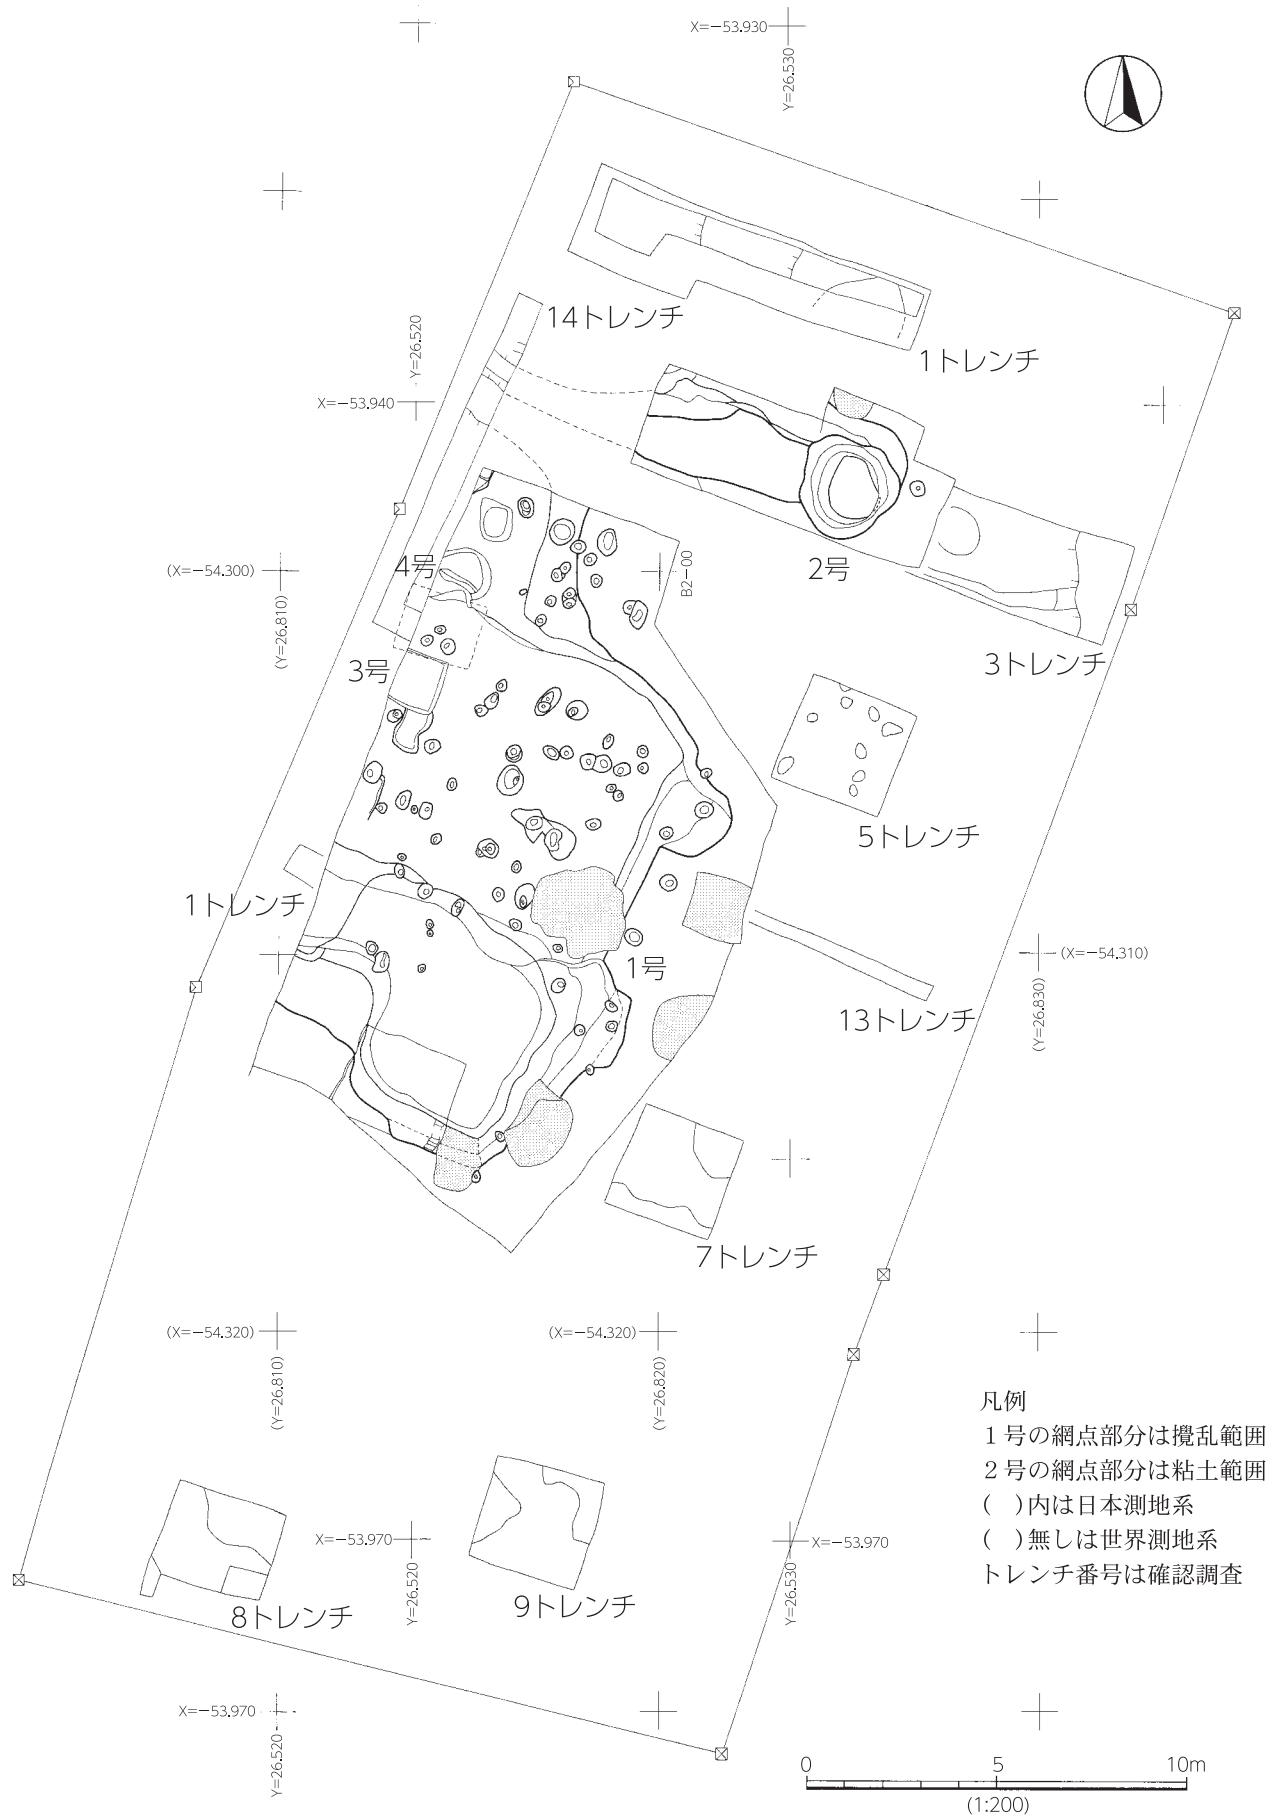 X=−53.930
Y=26.530
14トレンチ
1トレンチ
Y=26.520
X=−53.940
2号
3トレンチ
4号
(X=−54.300)
(Y=26.810)
B2−00
3号
5トレンチ
1トレンチ
1号
(X=−54.310)
(Y=26.830)
13トレンチ
7トレンチ
(X=−54.320)
(Y=26.810)
(X=−54.320)
(Y=26.820)
凡例
1号の網点部分は攪乱範囲
2号の網点部分は粘土範囲
(　)内は日本測地系
(　)無しは世界測地系
トレンチ番号は確認調査
X=−53.970
Y=26.520
X=−53.970
Y=26.530
8トレンチ
9トレンチ
X=−53.970
Y=26.520
0 5 10m
(1:200)